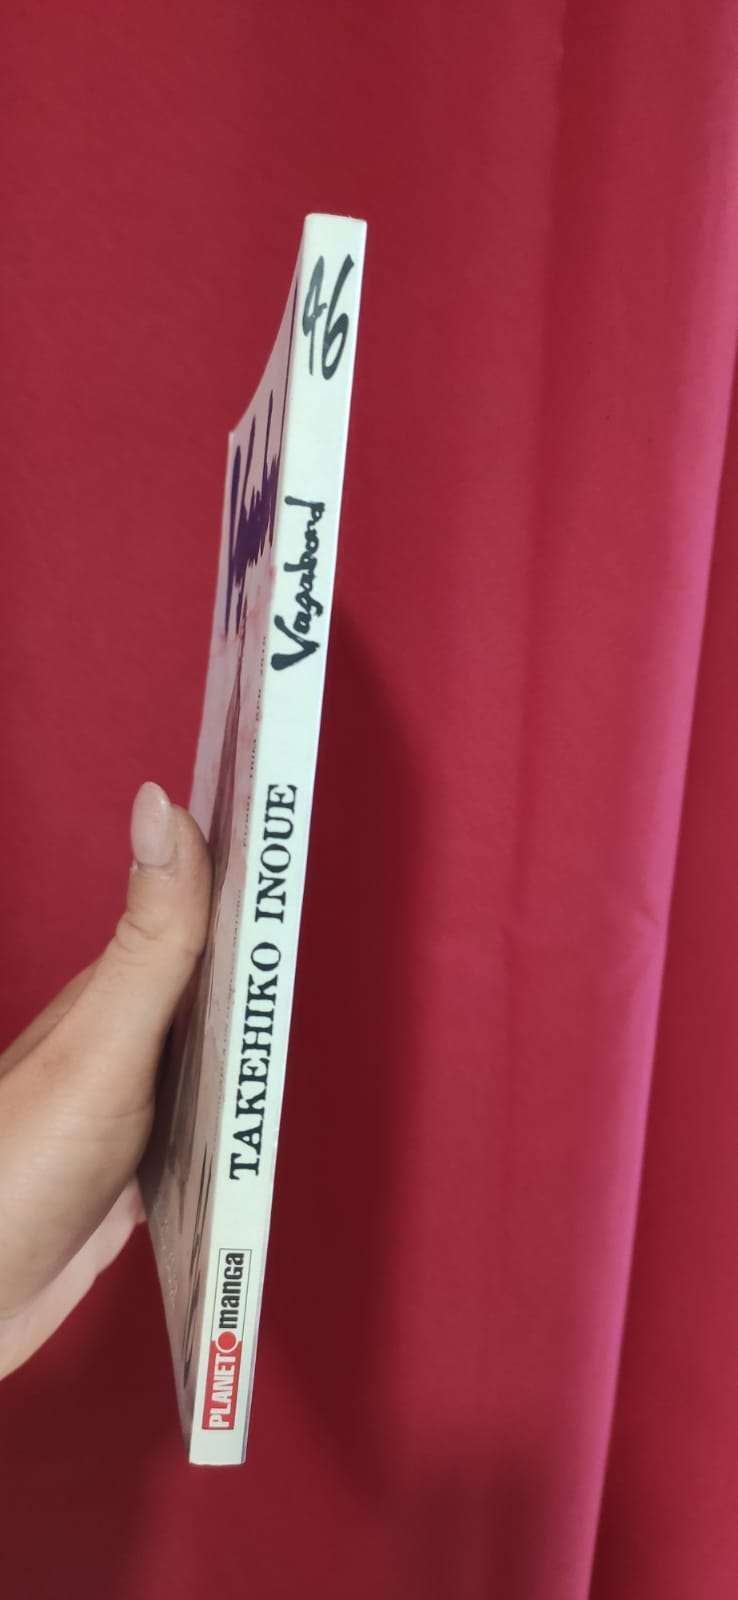 46
Vagabond
TAKEHIKO INOUE
PLANET manga